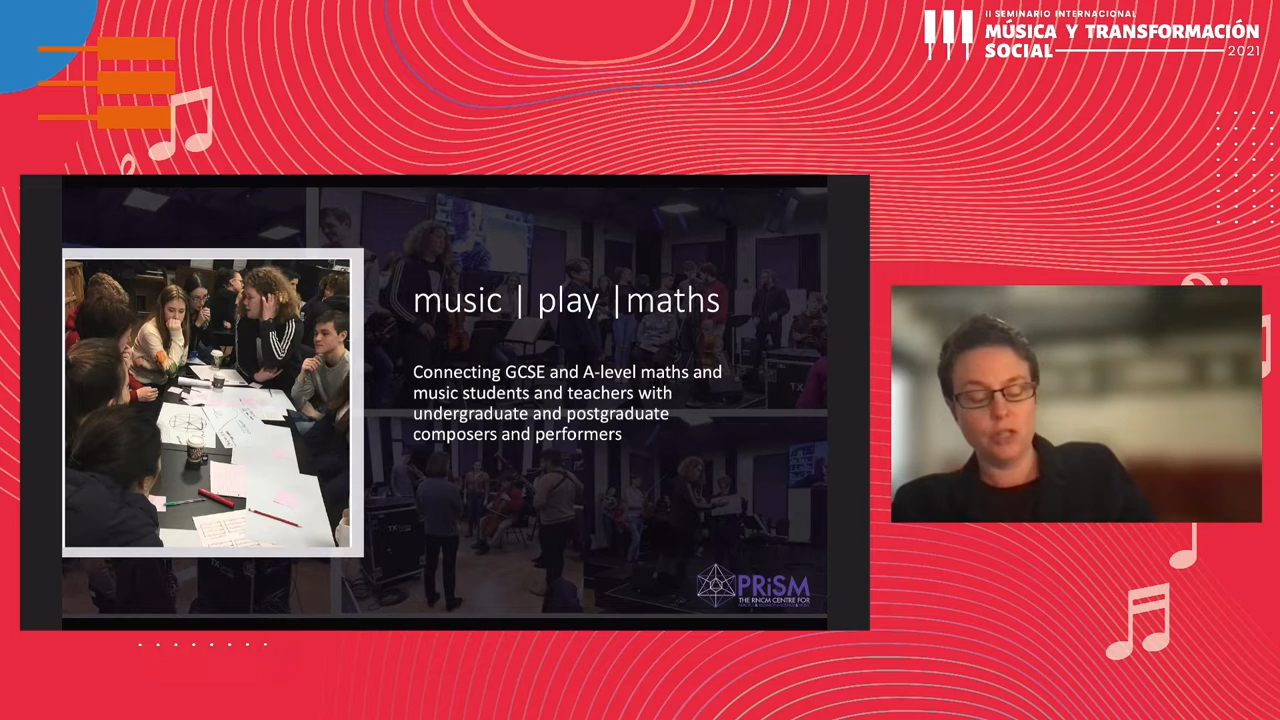 II SEMINARIO INTERNACIONAL
MÚSICA Y TRANSFORMACIÓN
SOCIAL
2021
music | play |maths
Connecting GCSE and A-level maths and
music students and teachers with
undergraduate and postgraduate
composers and performers
PRiSM
THE RNCM CENTRE FOR